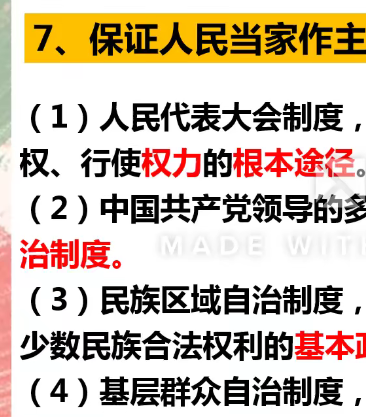 7、保证人民当家作主
（1）人民代表大会制度，
权、行使权力的根本途径。
（2）中国共产党领导的多
MADE WITH
治制度。
（3）民族区域自治制度，
少数民族合法权利的基本政
（4）基层群众自治制度，